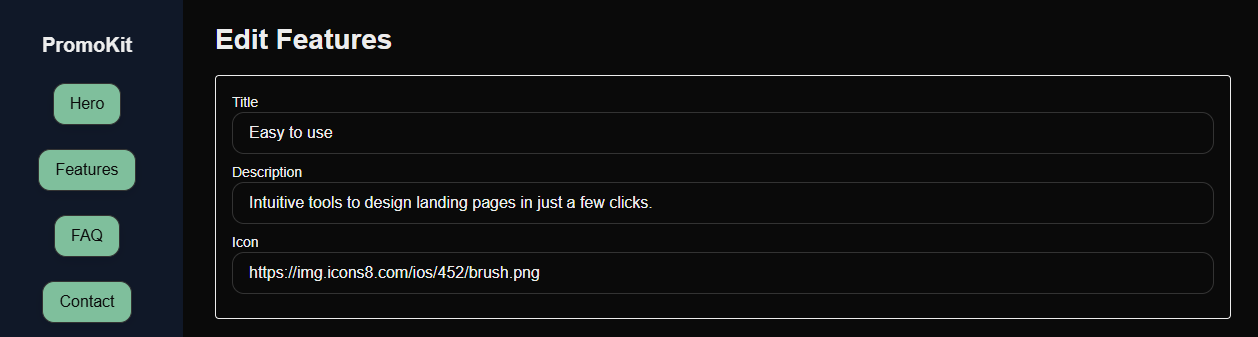 PromoKit
Hero
Features
FAQ
Contact
Edit Features
Title
Easy to use
Description
Intuitive tools to design landing pages in just a few clicks.
Icon
https://img.icons8.com/ios/452/brush.png